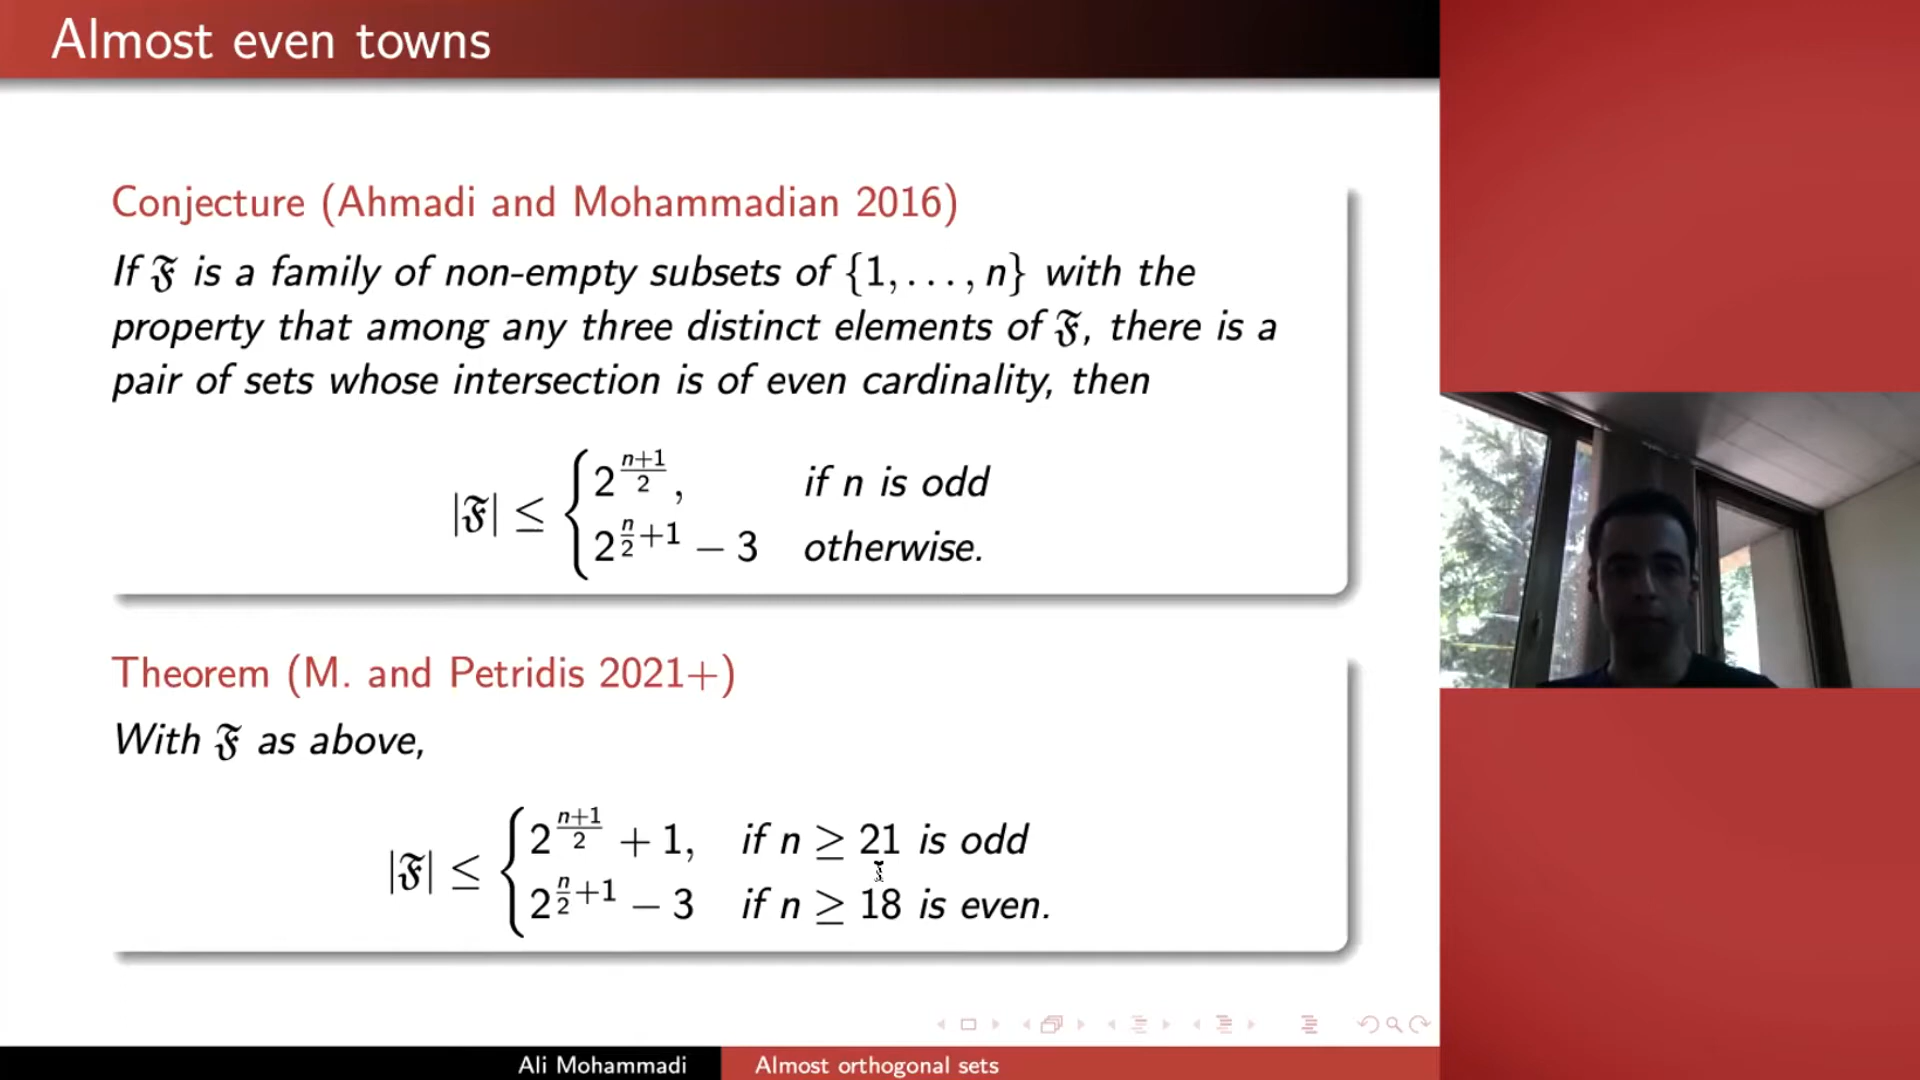 Almost even towns
Conjecture (Ahmadi and Mohammadian 2016)
If 𝔉 is a family of non-empty subsets of {1, . . . , n} with the
property that among any three distinct elements of 𝔉, there is a
pair of sets whose intersection is of even cardinality, then
|𝔉| ≤ { 2^{\frac{n+1}{2}}, if n is odd
2^{\frac{n}{2}+1} − 3 otherwise.
Theorem (M. and Petridis 2021+)
With 𝔉 as above,
|𝔉| ≤ { 2^{\frac{n+1}{2}} + 1, if n ≥ 21 is odd
2^{\frac{n}{2}+1} − 3 if n ≥ 18 is even.
Ali Mohammadi
Almost orthogonal sets